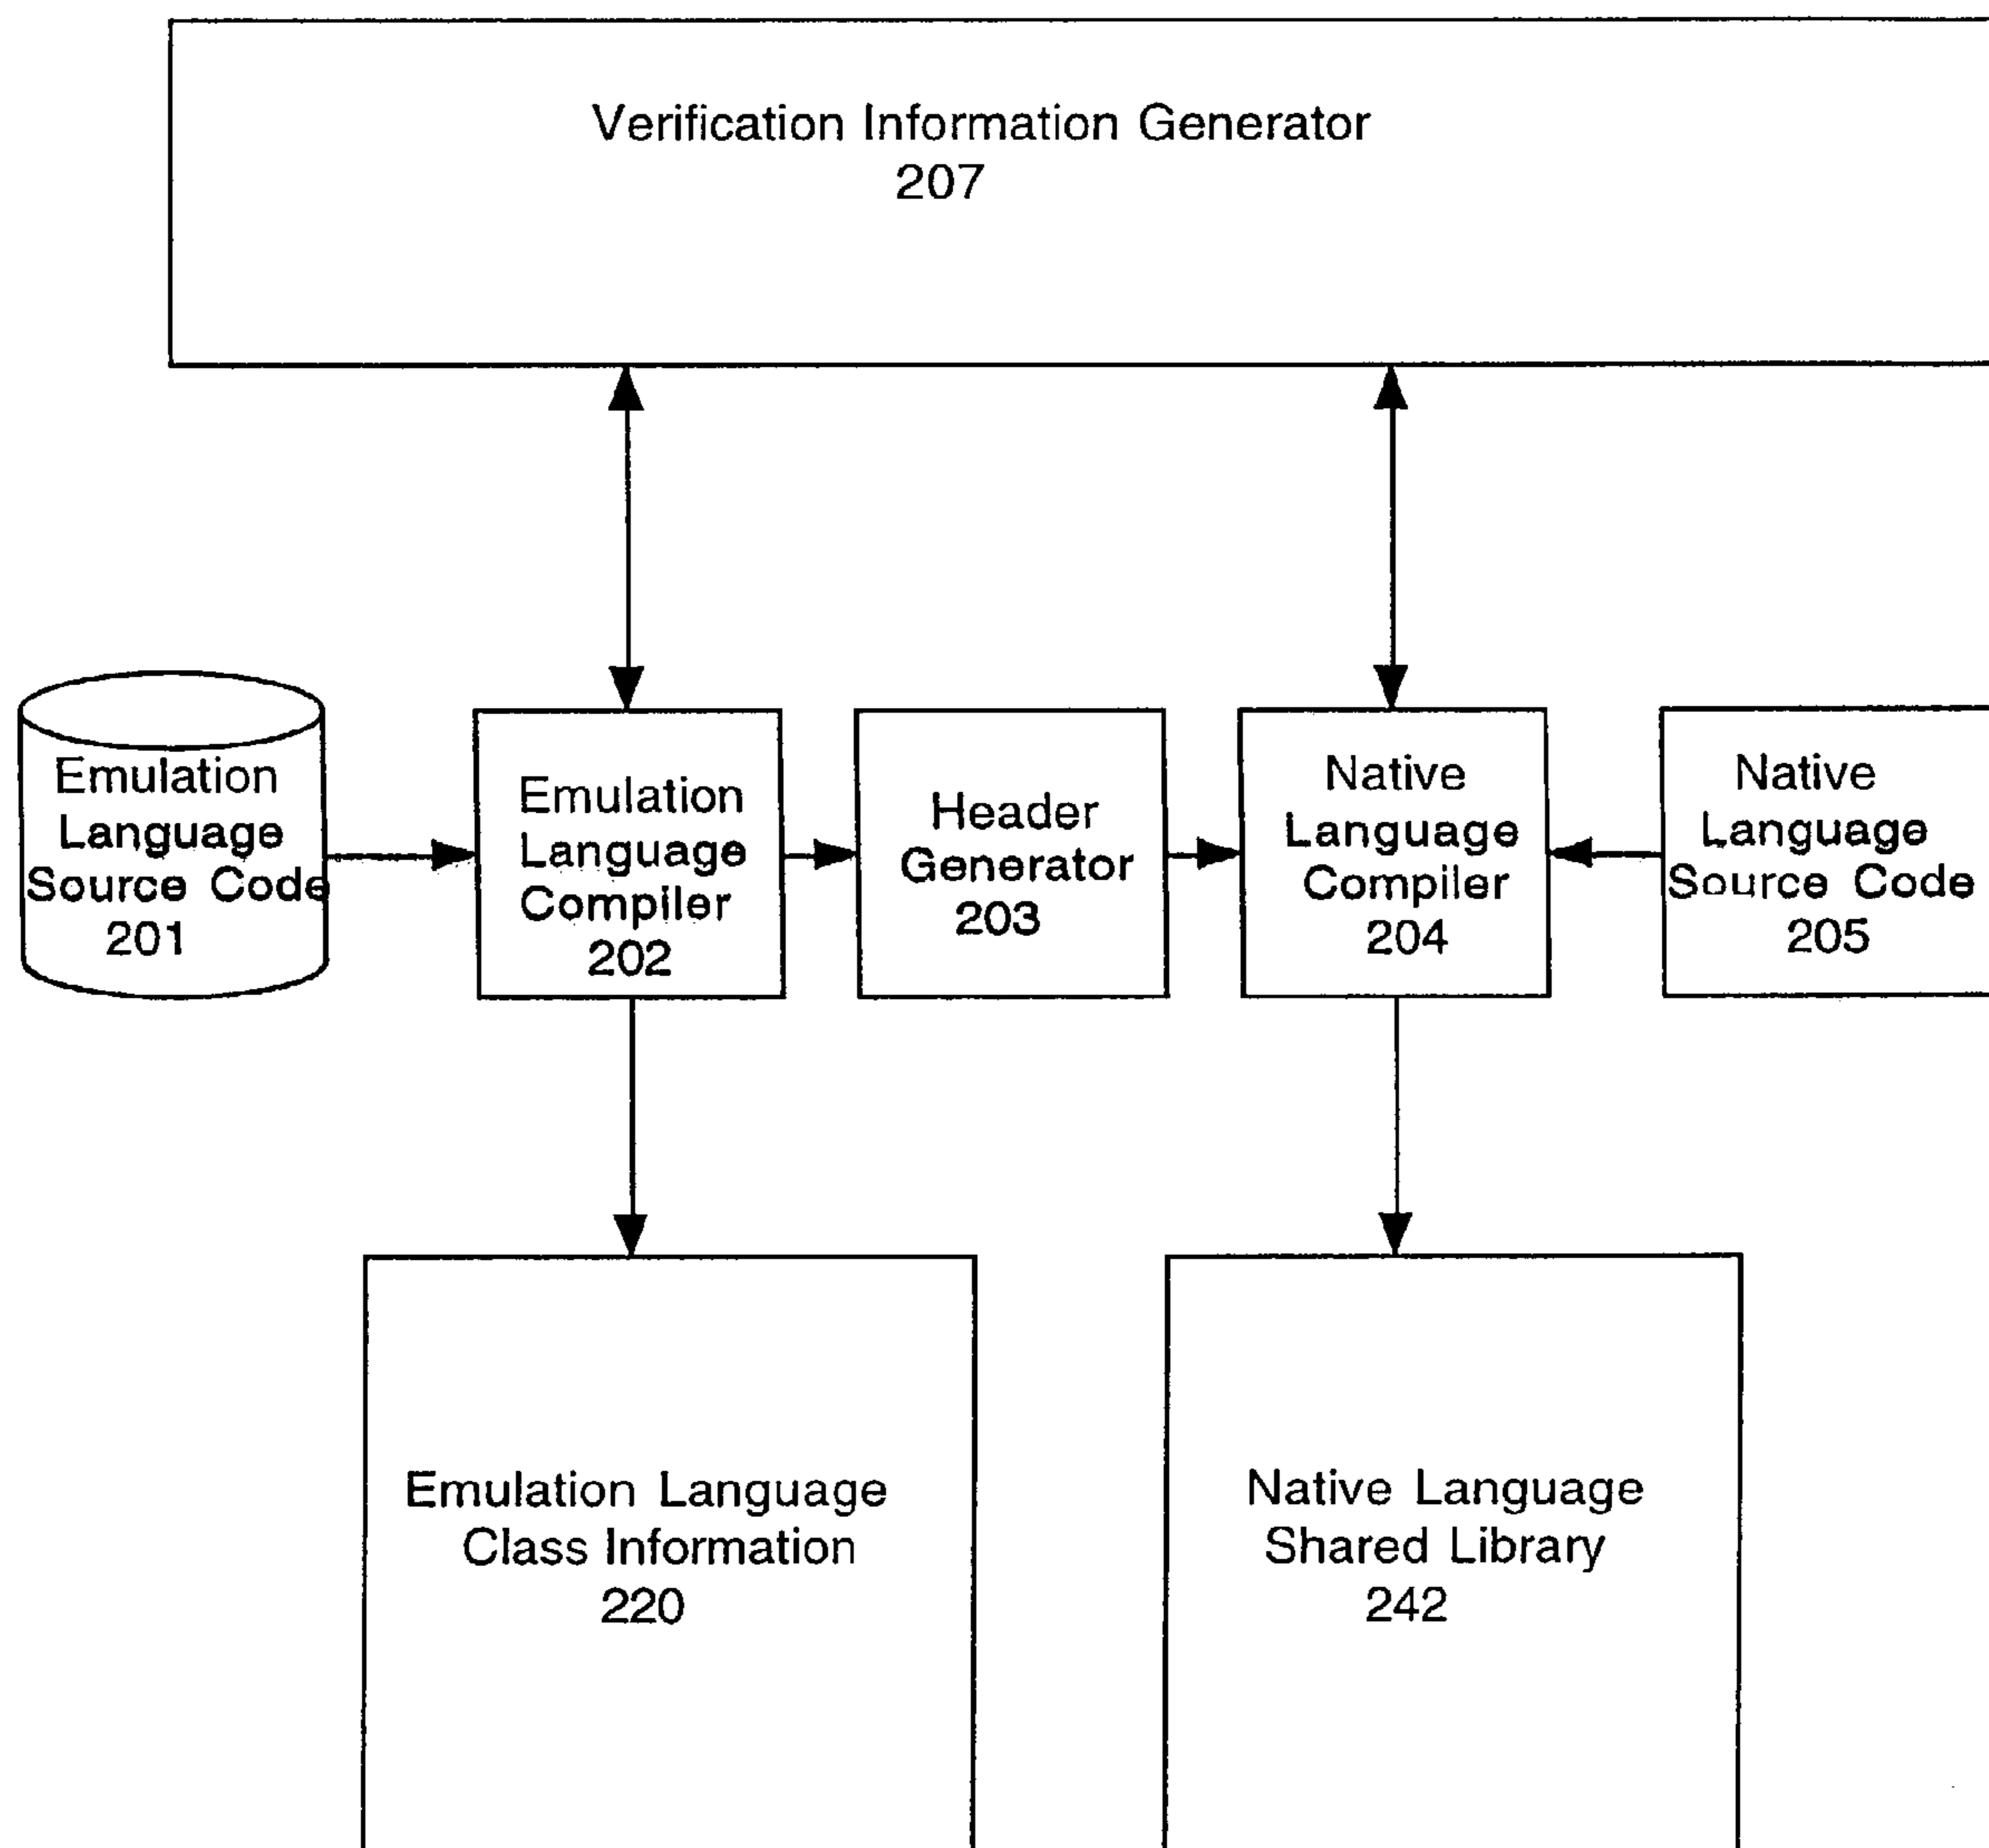 Verification Information Generator
207
Emulation
Language
Source Code
201
Emulation
Language
Compiler
202
Header
Generator
203
Native
Language
Compiler
204
Native
Language
Source Code
205
Emulation Language
Class Information
220
Native Language
Shared Library
242